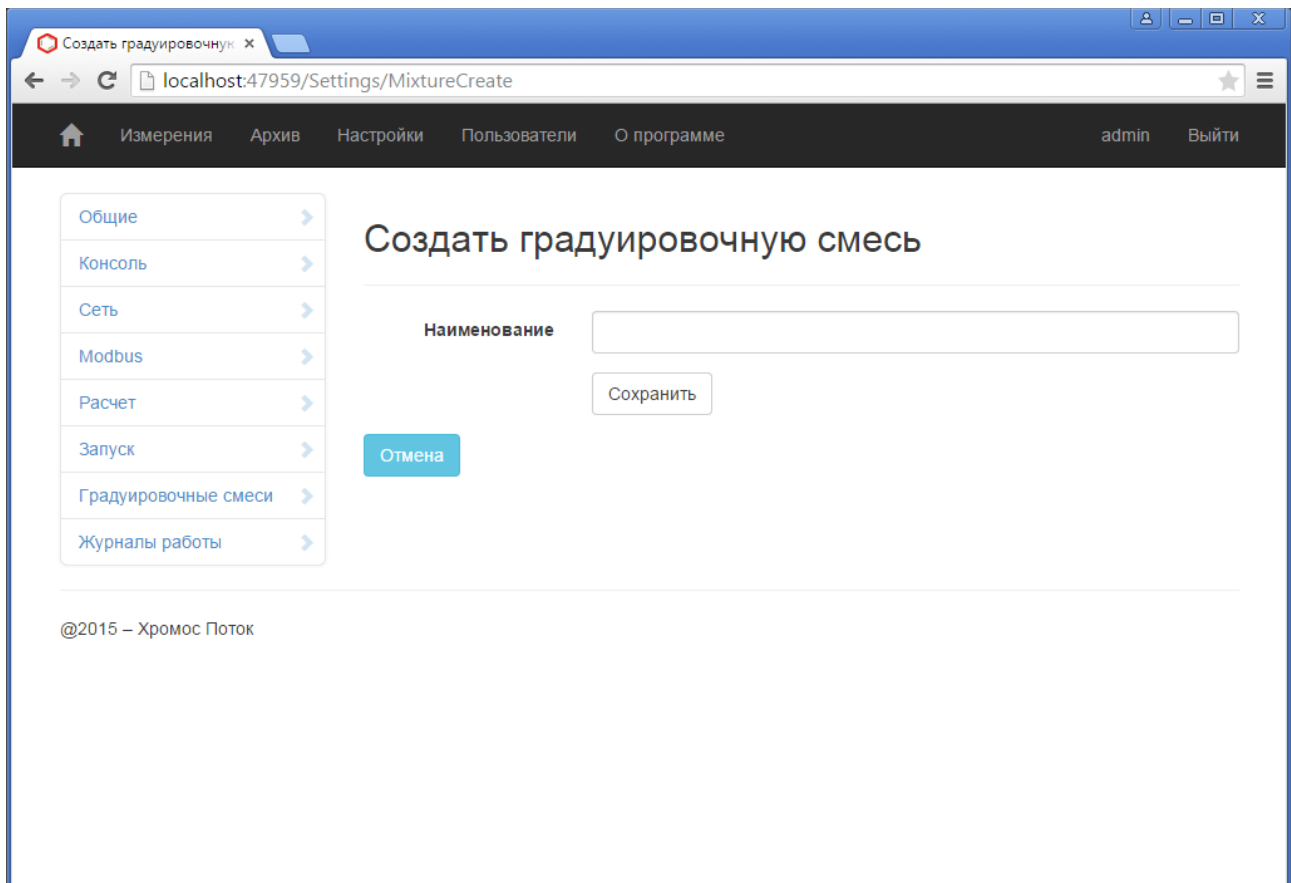 Создать градуировочнук
localhost:47959/Settings/MixtureCreate
Измерения Архив Настройки Пользователи О программе admin Выйти
Общие
Консоль
Сеть
Modbus
Расчет
Запуск
Градуировочные смеси
Журналы работы
Создать градуировочную смесь
Наименование
Сохранить
Отмена
@2015 – Хромос Поток